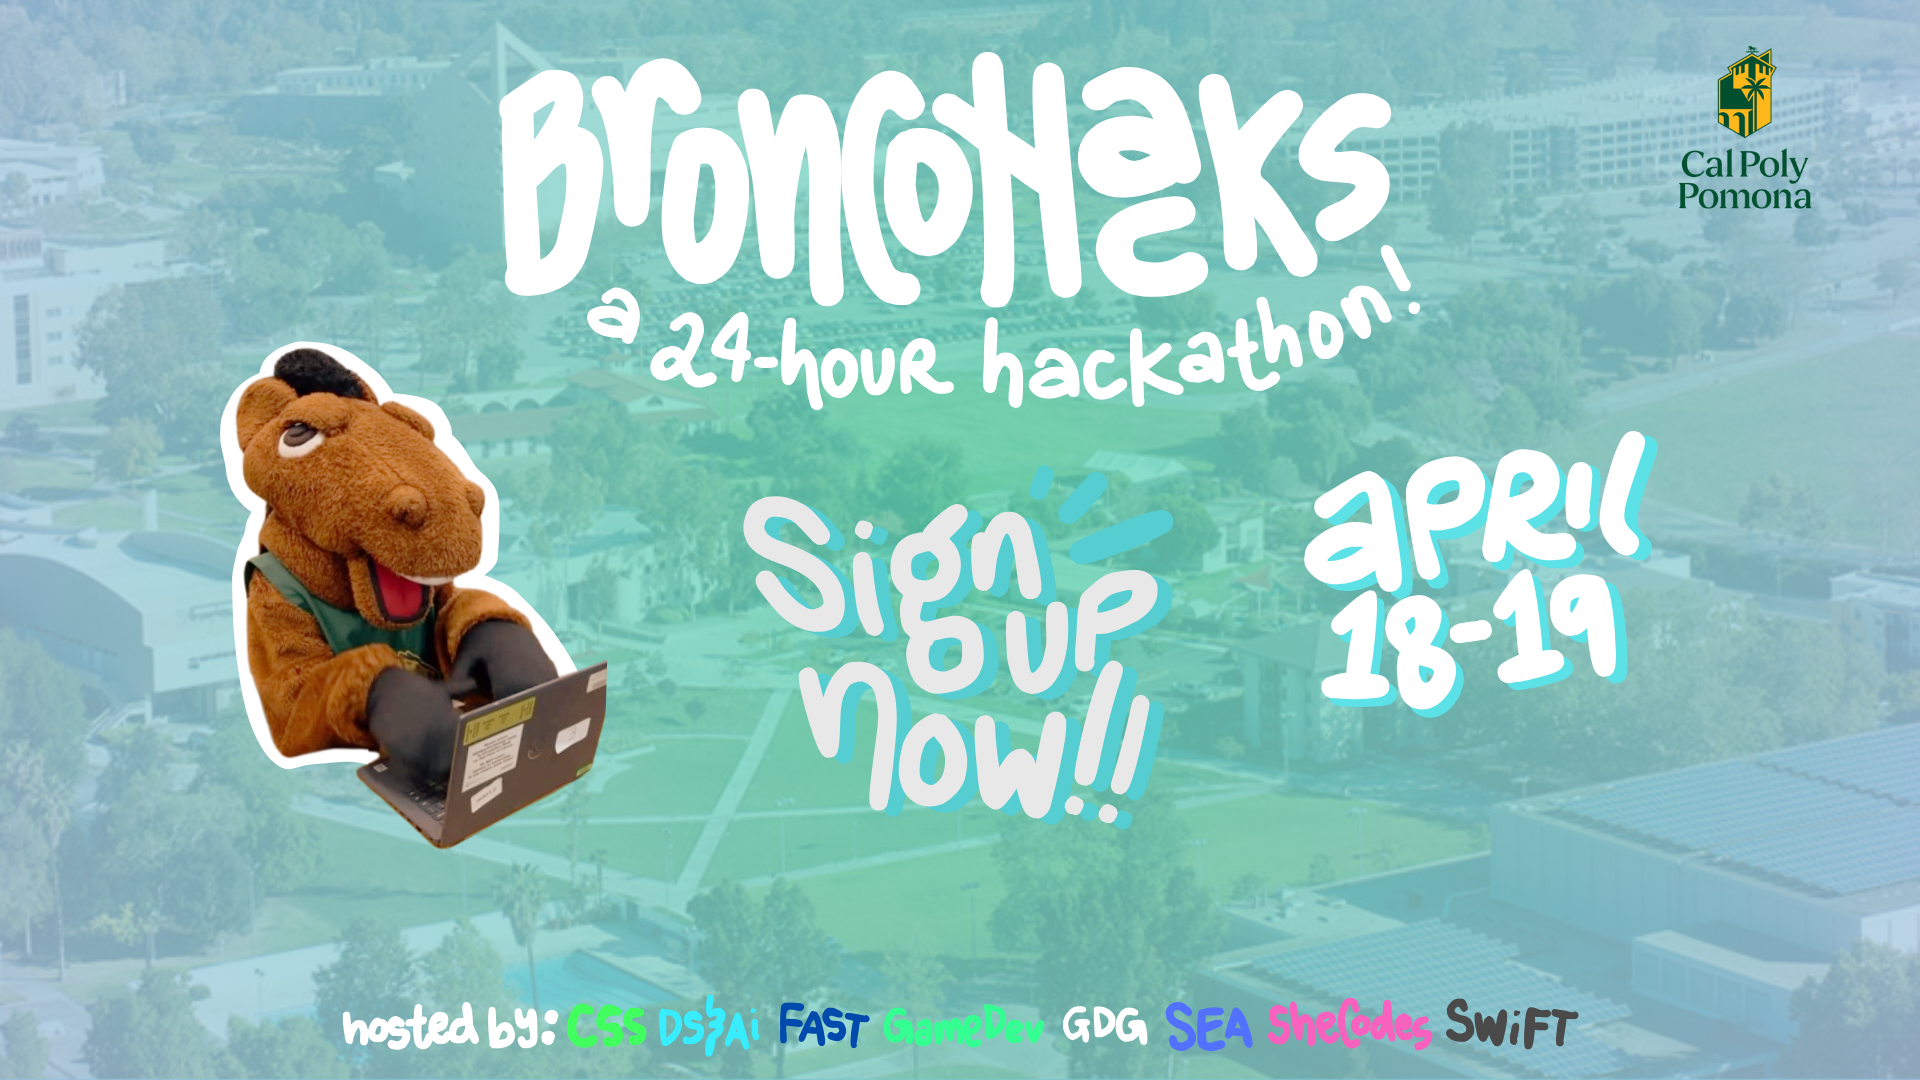 BroncoHacks
a 24-hour hackathon!
Cal Poly
Pomona
April
18-19
Sign
up
now!!
hosted by: CSS DS&Ai FAST GameDev GDG SEA SheCodes SWiFT